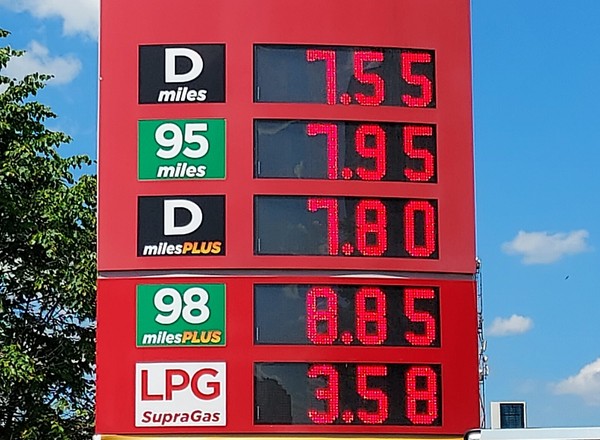 D
miles
7.55
95
miles
7.95
D
milesPLUS
7.80
98
milesPLUS
8.85
LPG
SupraGas
3.58